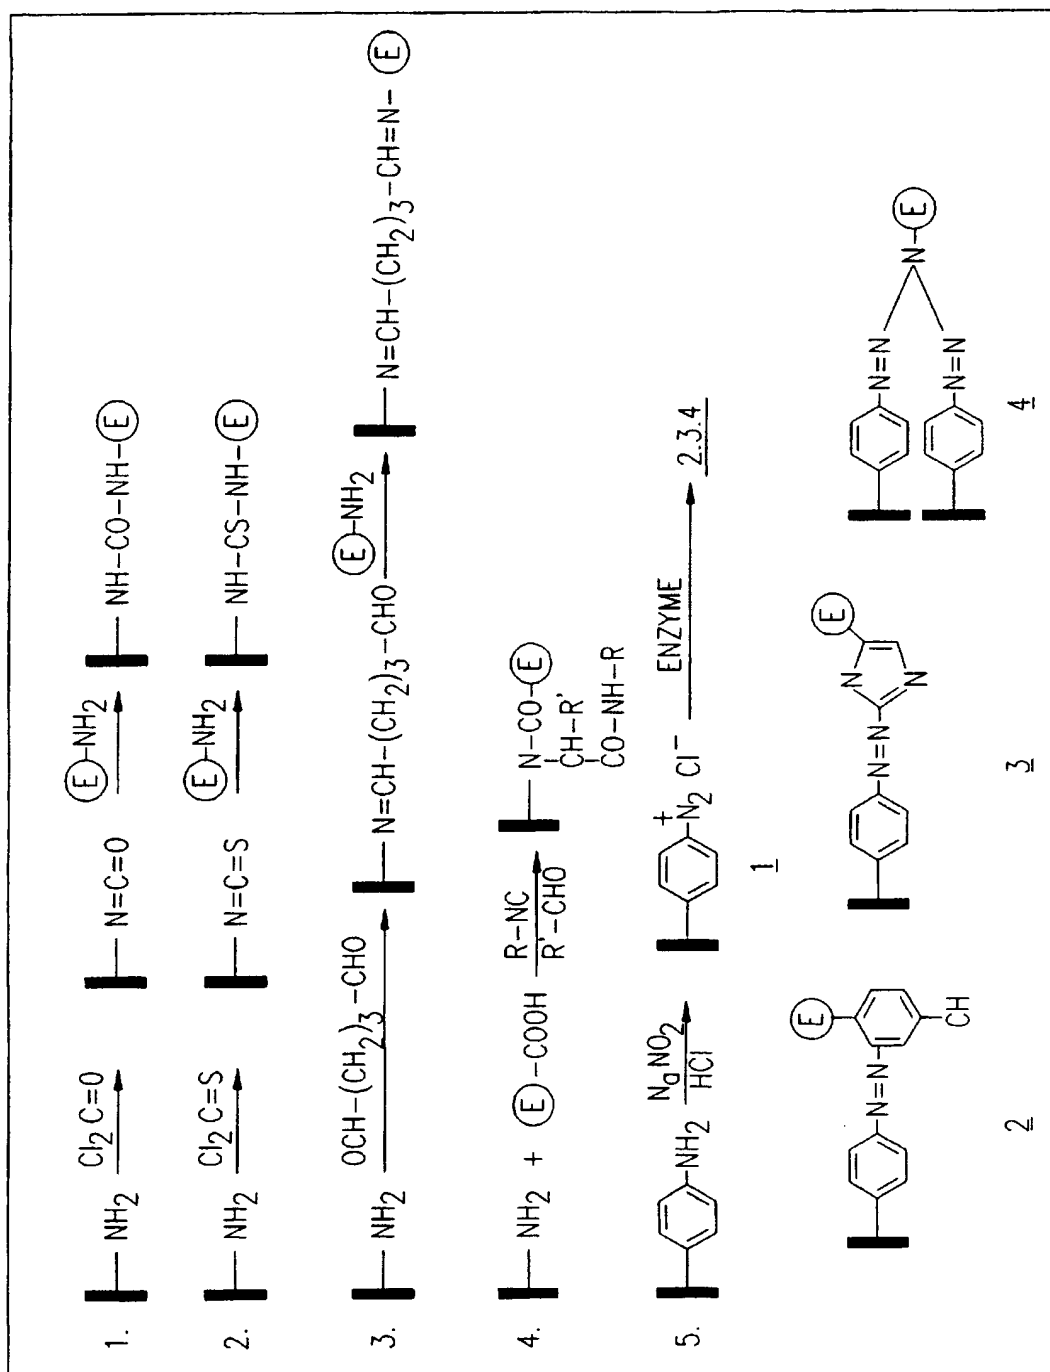 1. NH2 Cl2C=O N=C=O E-NH2 NH-CO-NH-E
2. NH2 Cl2C=S N=C=S E-NH2 NH-CS-NH-E
3. NH2 OCH-(CH2)3-CHO N=CH-(CH2)3-CHO E-NH2 N=CH-(CH2)3-CH=N-E
4. NH2 + E-COOH R-NC N-CO-E
R'-CHO CH-R'
CO-NH-R
5. NH2 NaNO2 +N2 Cl- ENZYME 2.3.4
HCl
1
E E
N=N CH N=N N N N=N N=N N-E
2 3 4